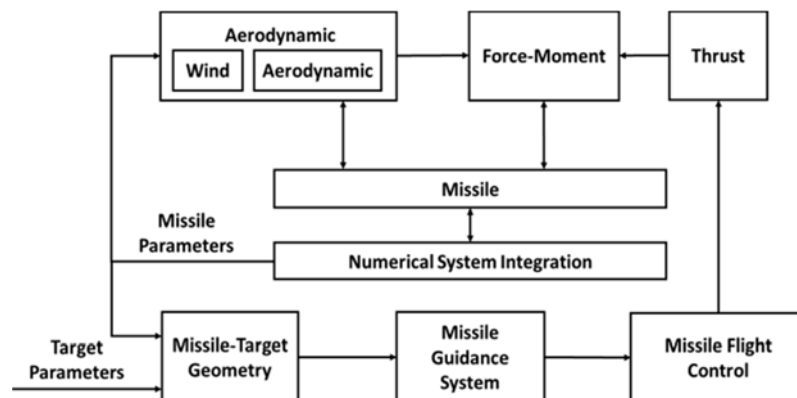 Aerodynamic
Wind
Aerodynamic
Force-Moment
Thrust
Missile
Missile
Parameters
Numerical System Integration
Target
Parameters
Missile-Target
Geometry
Missile
Guidance
System
Missile Flight
Control